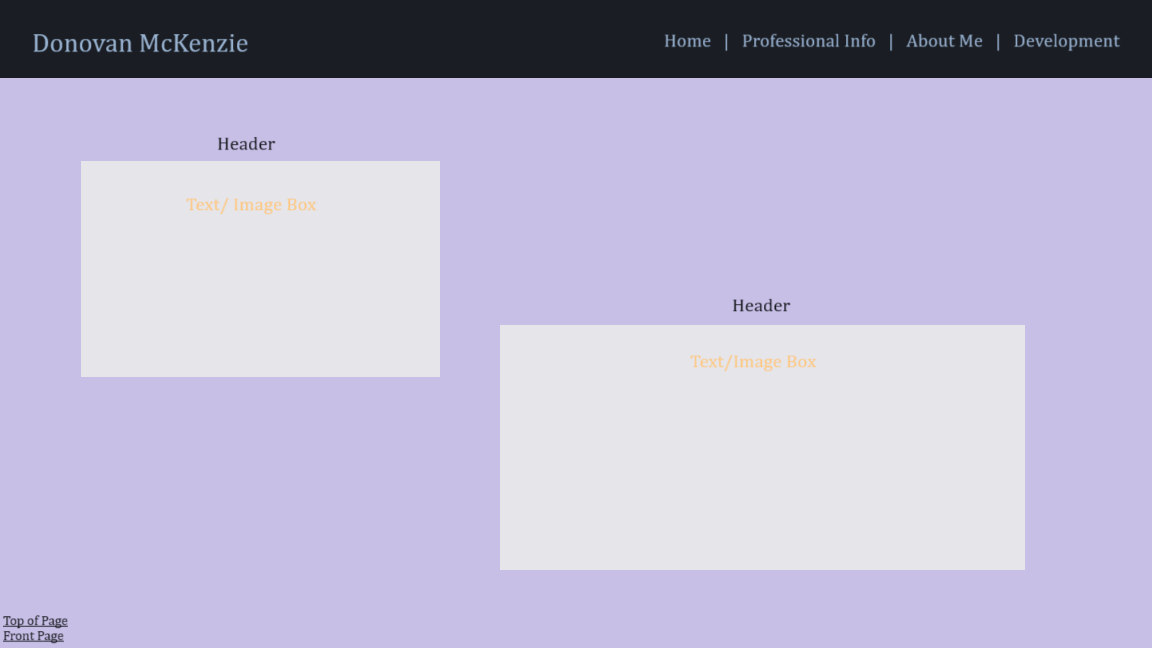 Donovan McKenzie
Home | Professional Info | About Me | Development
Header
Text/ Image Box
Header
Text/Image Box
Top of Page
Front Page